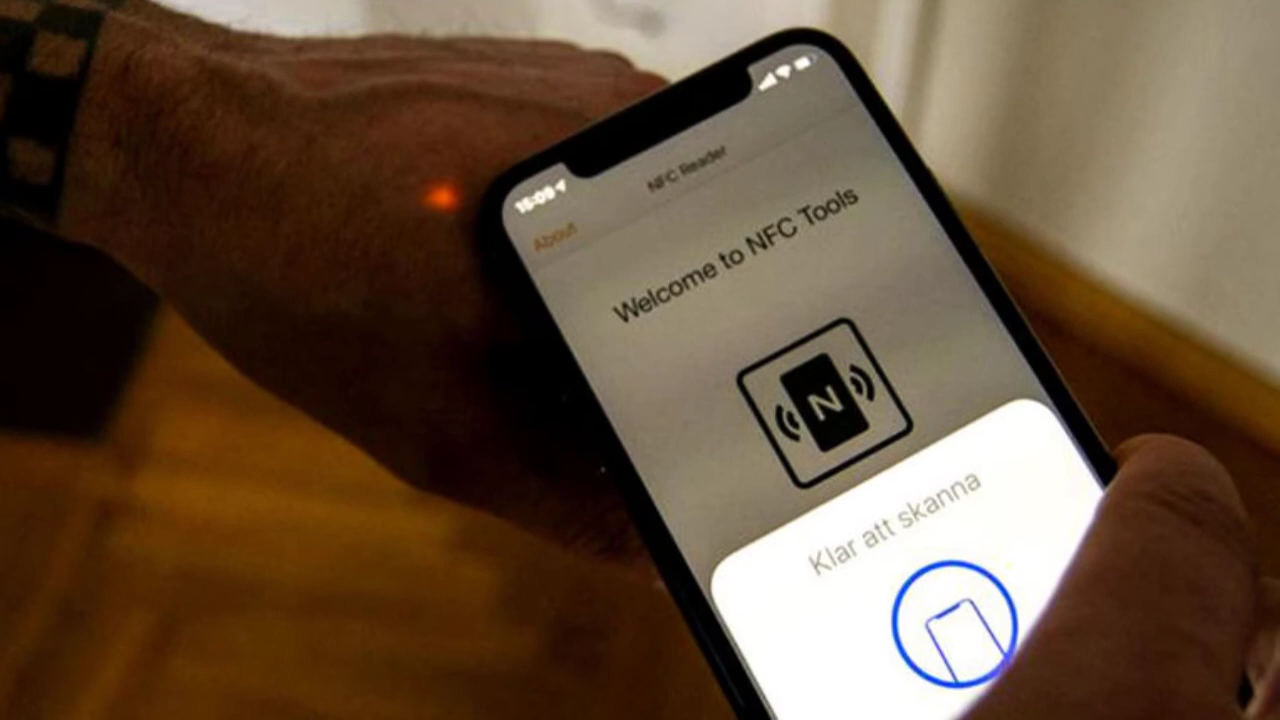 15:09
NFC Reader
About
Welcome to NFC Tools
N
Klar att skanna